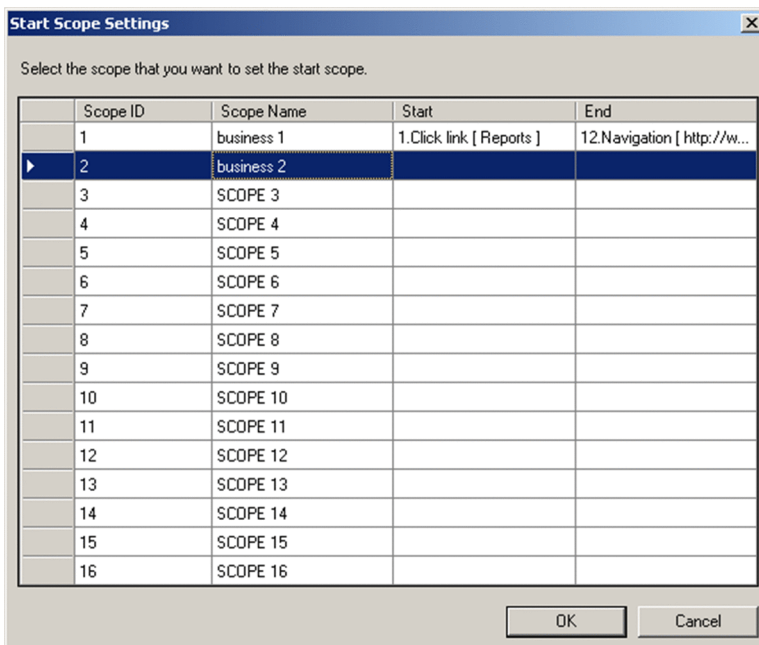 Start Scope Settings
Select the scope that you want to set the start scope.
Scope ID Scope Name Start End
1 business 1 1.Click link [ Reports ] 12.Navigation [ http://w...
2 business 2
3 SCOPE 3
4 SCOPE 4
5 SCOPE 5
6 SCOPE 6
7 SCOPE 7
8 SCOPE 8
9 SCOPE 9
10 SCOPE 10
11 SCOPE 11
12 SCOPE 12
13 SCOPE 13
14 SCOPE 14
15 SCOPE 15
16 SCOPE 16
OK Cancel